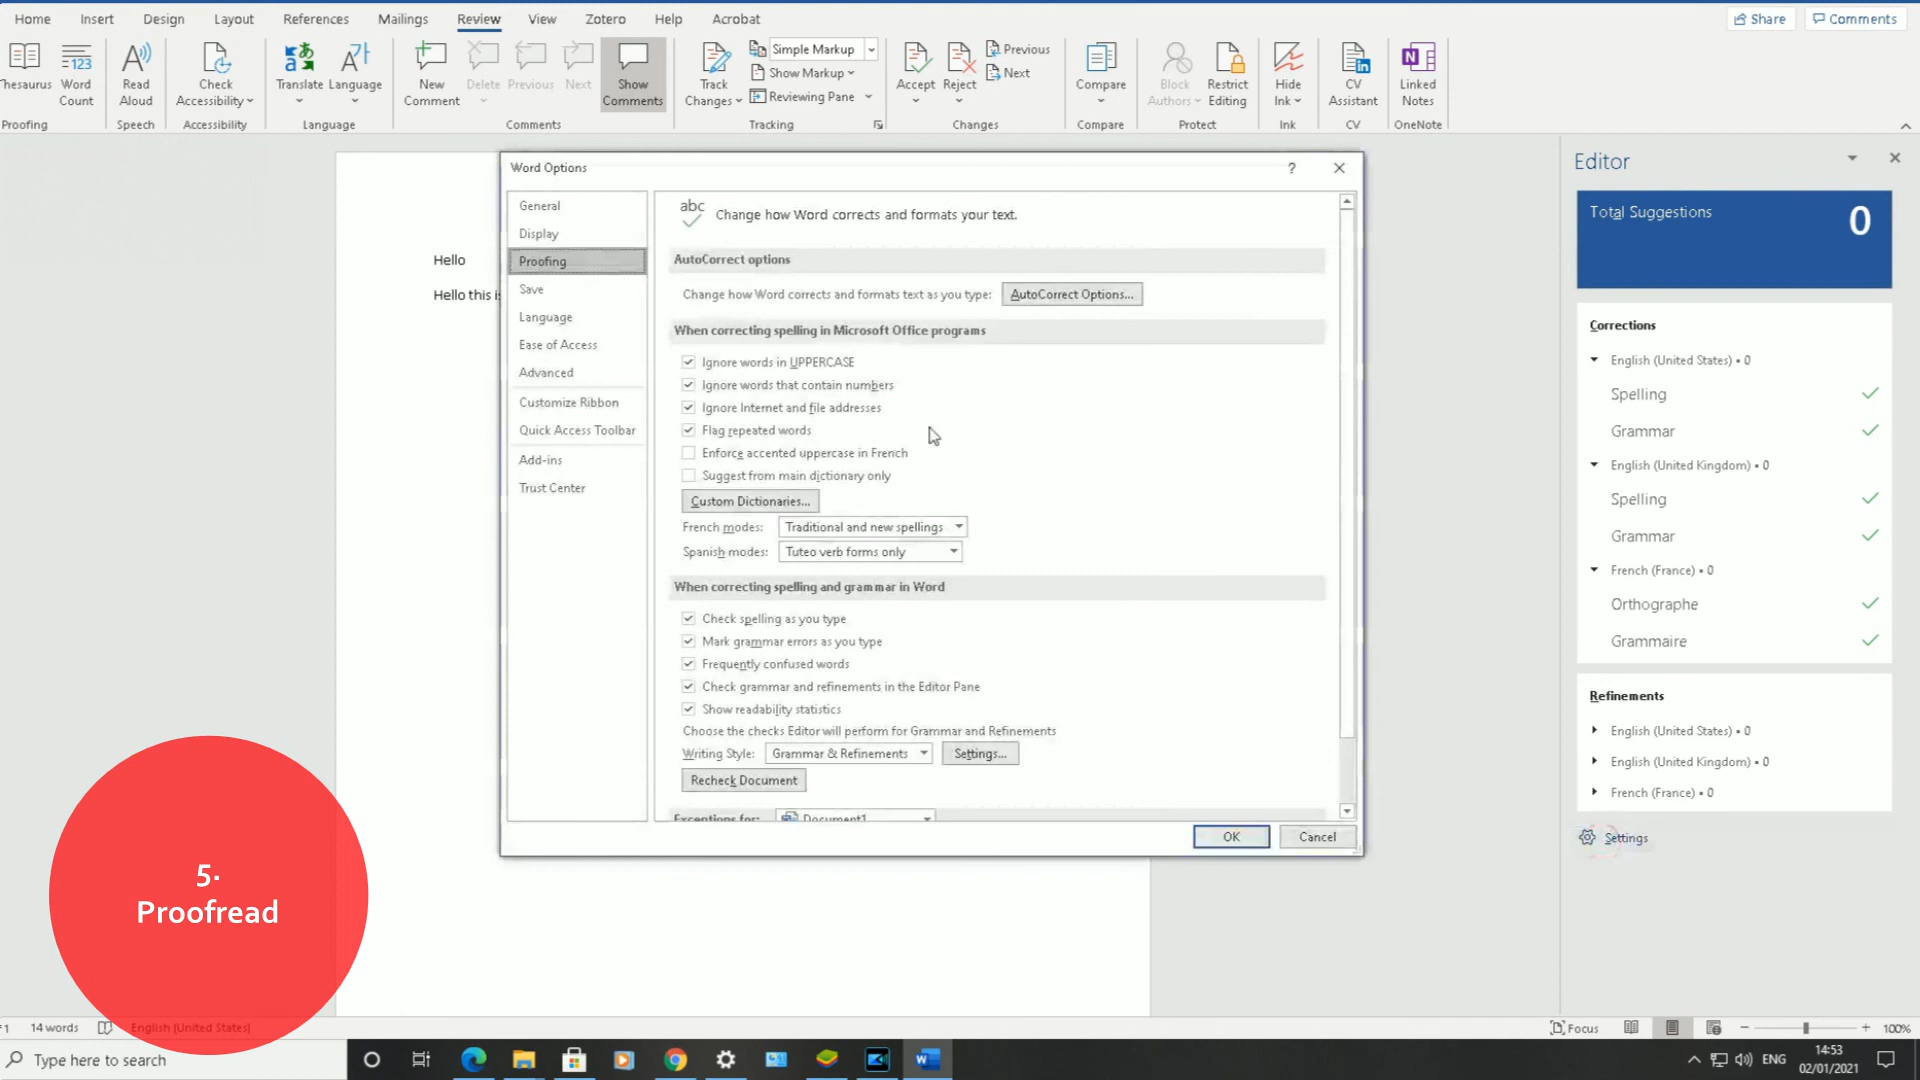 Home Insert Design Layout References Mailings Review View Zotero Help Acrobat Share Comments
Thesaurus Word Count Read Aloud Check Accessibility Translate Language New Comment Delete Previous Next Show Comments Track Changes Simple Markup Show Markup Reviewing Pane Accept Reject Previous Next Compare Block Authors Restrict Editing Hide Ink CV Assistant Linked Notes
Proofing Speech Accessibility Language Comments Tracking Changes Compare Protect Ink CV OneNote
Hello
Hello this is
Word Options ? ×
General
Display
Proofing
Save
Language
Ease of Access
Advanced
Customize Ribbon
Quick Access Toolbar
Add-ins
Trust Center
abc Change how Word corrects and formats your text.
AutoCorrect options
Change how Word corrects and formats text as you type: AutoCorrect Options...
When correcting spelling in Microsoft Office programs
Ignore words in UPPERCASE
Ignore words that contain numbers
Ignore Internet and file addresses
Flag repeated words
Enforce accented uppercase in French
Suggest from main dictionary only
Custom Dictionaries...
French modes: Traditional and new spellings
Spanish modes: Tuteo verb forms only
When correcting spelling and grammar in Word
Check spelling as you type
Mark grammar errors as you type
Frequently confused words
Check grammar and refinements in the Editor Pane
Show readability statistics
Choose the checks Editor will perform for Grammar and Refinements
Writing Style: Grammar & Refinements Settings...
Recheck Document
Exceptions for: Document1
OK Cancel
Editor
Total Suggestions 0
Corrections
English (United States) • 0
Spelling
Grammar
English (United Kingdom) • 0
Spelling
Grammar
French (France) • 0
Orthographe
Grammaire
Refinements
English (United States) • 0
English (United Kingdom) • 0
French (France) • 0
Settings
5.
Proofread
1 14 words English (United States) Focus 100%
Type here to search ENG 14:53
02/01/2021